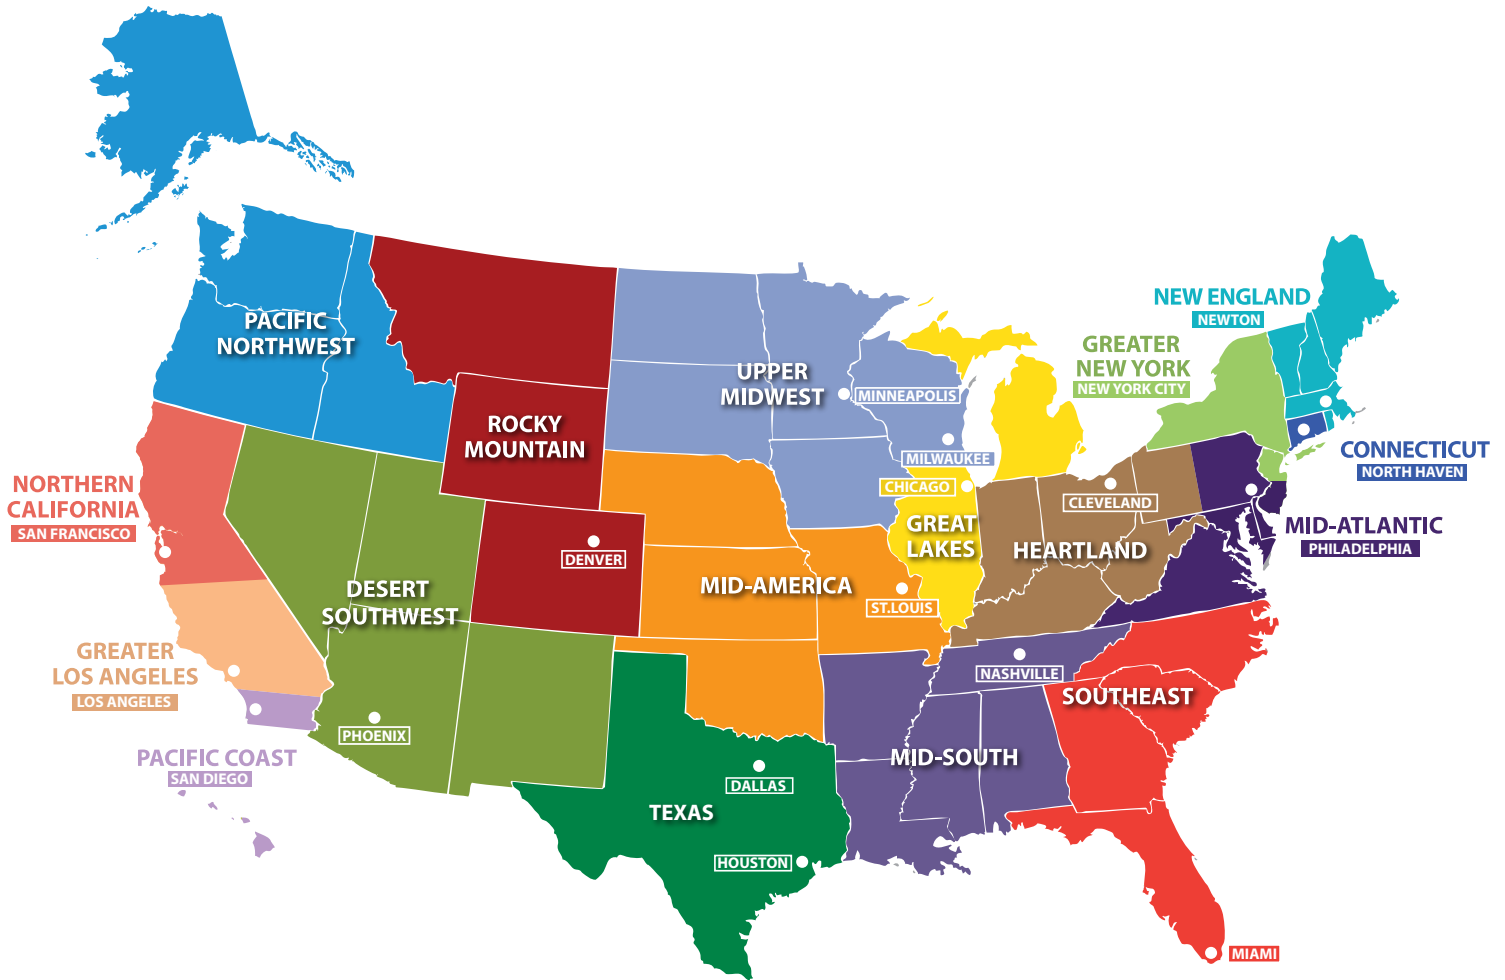 PACIFIC
NORTHWEST
ROCKY
MOUNTAIN
UPPER
MIDWEST
MINNEAPOLIS
MILWAUKEE
NEW ENGLAND
NEWTON
GREATER
NEW YORK
NEW YORK CITY
CONNECTICUT
NORTH HAVEN
NORTHERN
CALIFORNIA
SAN FRANCISCO
CHICAGO
GREAT
LAKES
CLEVELAND
HEARTLAND
MID-ATLANTIC
PHILADELPHIA
DENVER
DESERT
SOUTHWEST
MID-AMERICA
ST.LOUIS
GREATER
LOS ANGELES
LOS ANGELES
NASHVILLE
SOUTHEAST
PHOENIX
PACIFIC COAST
SAN DIEGO
MID-SOUTH
DALLAS
TEXAS
HOUSTON
MIAMI